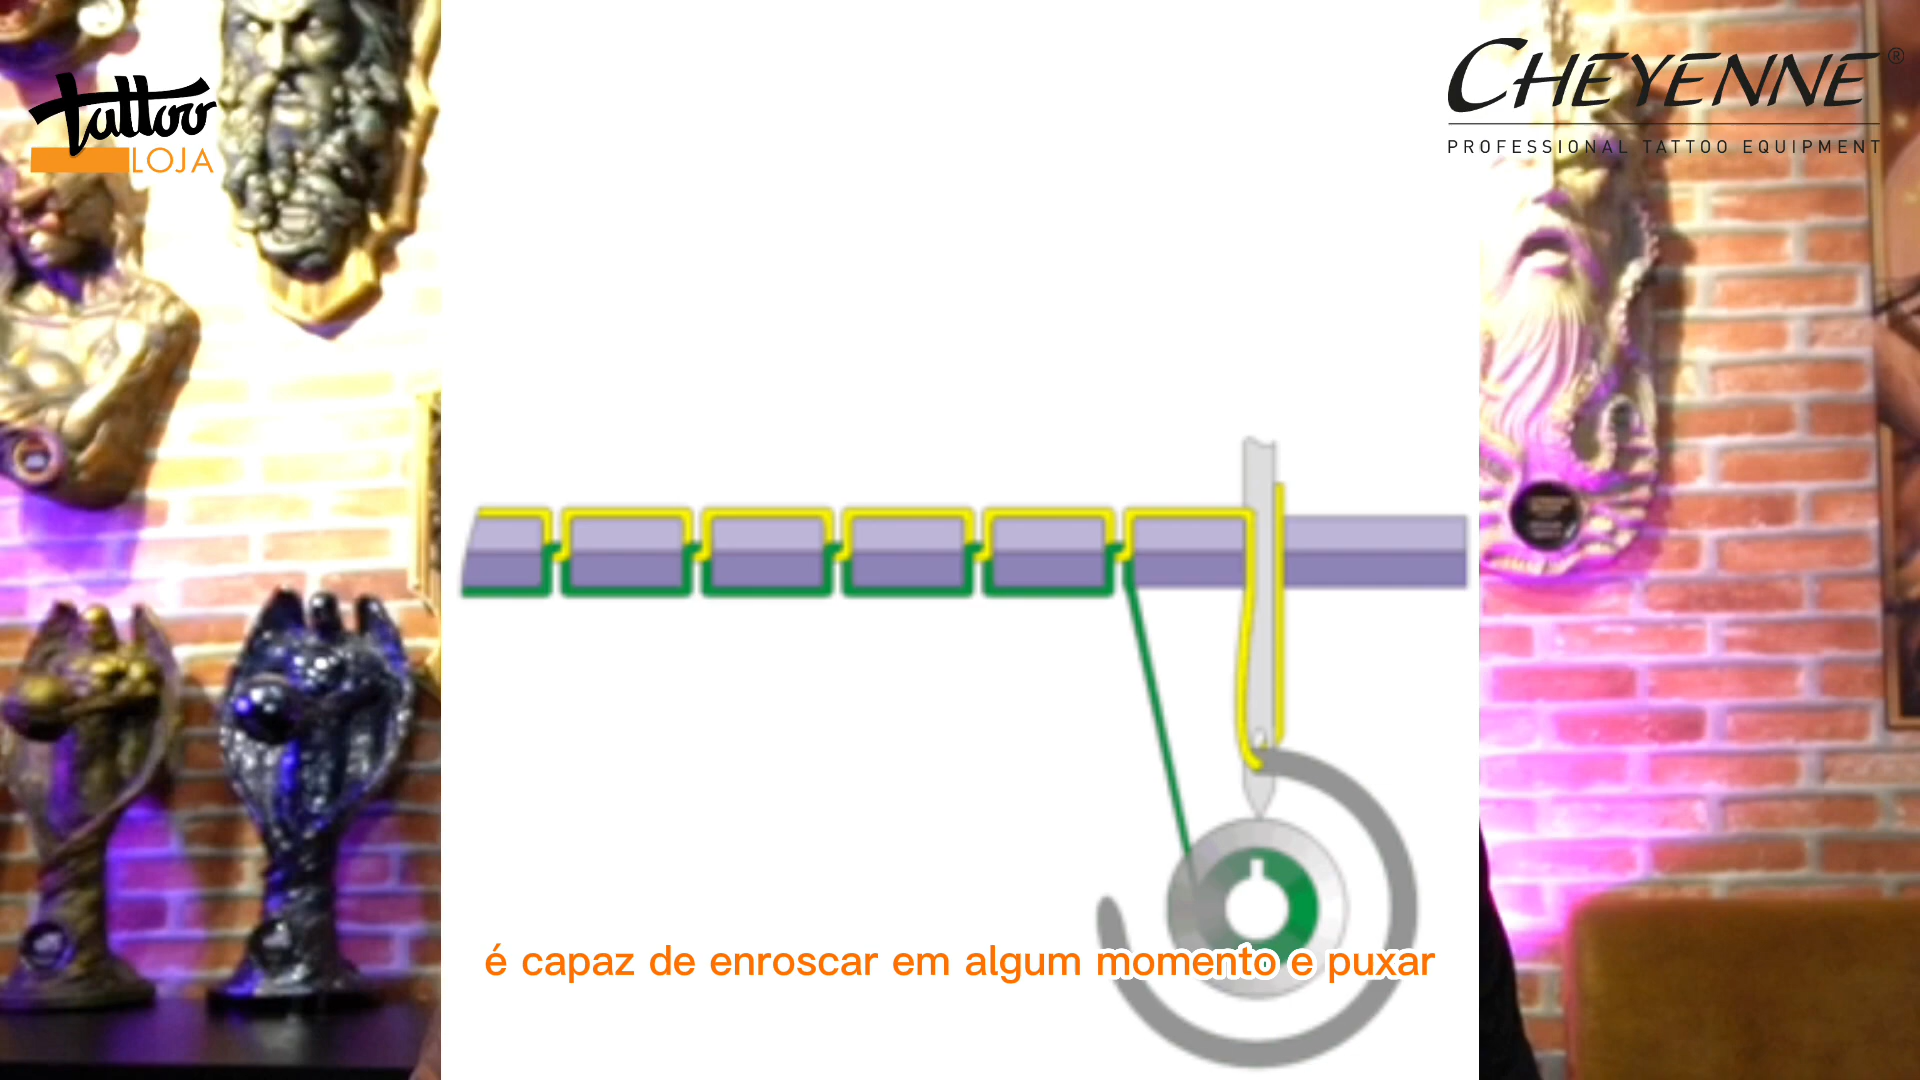 tattoo
LOJA
CHEYENNE®
PROFESSIONAL TATTOO EQUIPMENT
é capaz de enroscar em algum momento e puxar